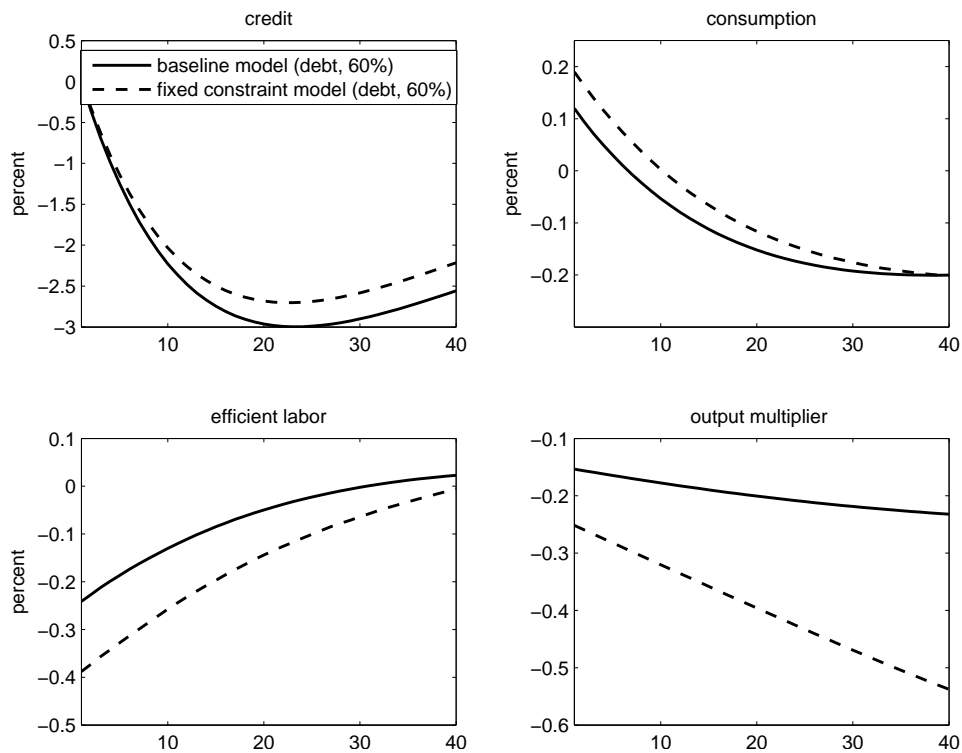 credit
0.5
0
−0.5
−1
−1.5
−2
−2.5
−3
percent
10 20 30 40
baseline model (debt, 60%)
fixed constraint model (debt, 60%)
consumption
0.2
0.1
0
−0.1
−0.2
percent
10 20 30 40
efficient labor
0.1
0
−0.1
−0.2
−0.3
−0.4
−0.5
percent
10 20 30 40
output multiplier
−0.1
−0.2
−0.3
−0.4
−0.5
−0.6
10 20 30 40